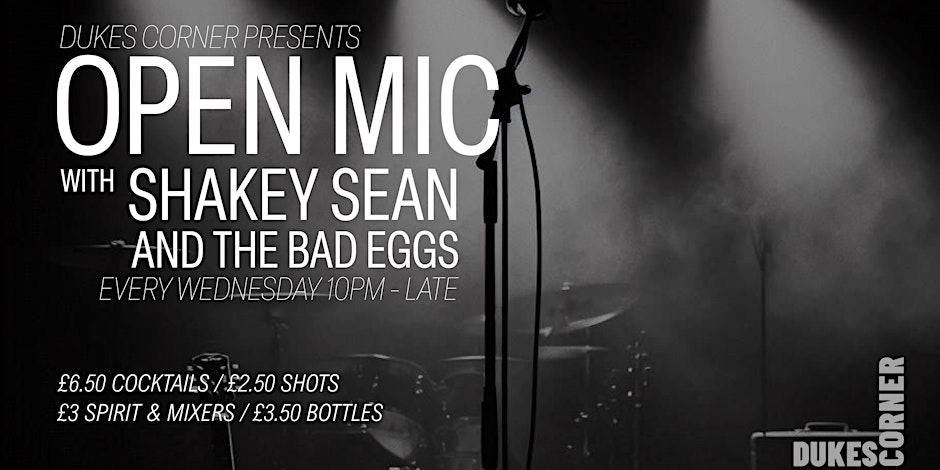 DUKES CORNER PRESENTS
OPEN MIC
WITH SHAKEY SEAN
AND THE BAD EGGS
EVERY WEDNESDAY 10PM - LATE
£6.50 COCKTAILS / £2.50 SHOTS
£3 SPIRIT & MIXERS / £3.50 BOTTLES
DUKES
CORNER